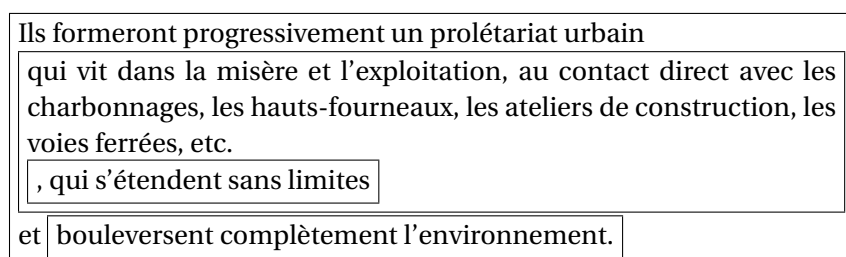 Ils formeront progressivement un prolétariat urbain
qui vit dans la misère et l'exploitation, au contact direct avec les
charbonnages, les hauts-fourneaux, les ateliers de construction, les
voies ferrées, etc.
, qui s'étendent sans limites
et bouleversent complètement l'environnement.